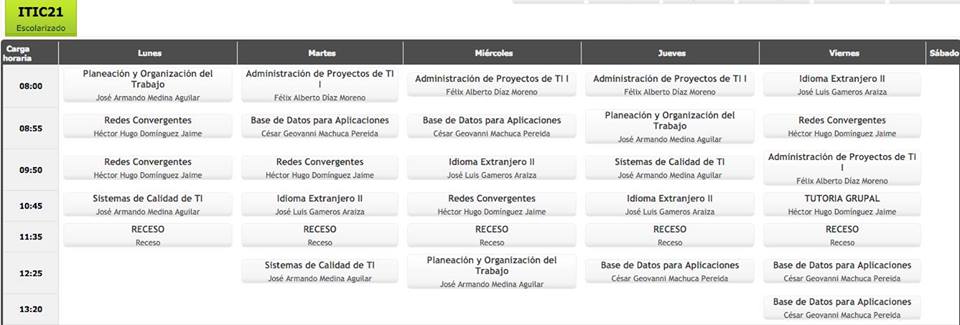 ITIC21
Escolarizado
Carga horaria Lunes Martes Miércoles Jueves Viernes Sábado
08:00
Planeación y Organización del
Trabajo
José Armando Medina Aguilar
Administración de Proyectos de TI
I
Félix Alberto Díaz Moreno
Administración de Proyectos de TI I
Félix Alberto Díaz Moreno
Administración de Proyectos de TI I
Félix Alberto Díaz Moreno
Idioma Extranjero II
José Luis Gameros Araiza
08:55
Redes Convergentes
Héctor Hugo Domínguez Jaime
Base de Datos para Aplicaciones
César Geovanni Machuca Pereida
Base de Datos para Aplicaciones
César Geovanni Machuca Pereida
Planeación y Organización del
Trabajo
José Armando Medina Aguilar
Redes Convergentes
Héctor Hugo Domínguez Jaime
09:50
Redes Convergentes
Héctor Hugo Domínguez Jaime
Redes Convergentes
Héctor Hugo Domínguez Jaime
Idioma Extranjero II
José Luis Gameros Araiza
Sistemas de Calidad de TI
José Armando Medina Aguilar
Administración de Proyectos de TI
I
Félix Alberto Díaz Moreno
10:45
Sistemas de Calidad de TI
José Armando Medina Aguilar
Idioma Extranjero II
José Luis Gameros Araiza
Redes Convergentes
Héctor Hugo Domínguez Jaime
Idioma Extranjero II
José Luis Gameros Araiza
TUTORIA GRUPAL
Héctor Hugo Domínguez Jaime
11:35
RECESO
Receso
RECESO
Receso
RECESO
Receso
RECESO
Receso
RECESO
Receso
12:25
Sistemas de Calidad de TI
José Armando Medina Aguilar
Planeación y Organización del
Trabajo
José Armando Medina Aguilar
Base de Datos para Aplicaciones
César Geovanni Machuca Pereida
Base de Datos para Aplicaciones
César Geovanni Machuca Pereida
13:20
Base de Datos para Aplicaciones
César Geovanni Machuca Pereida